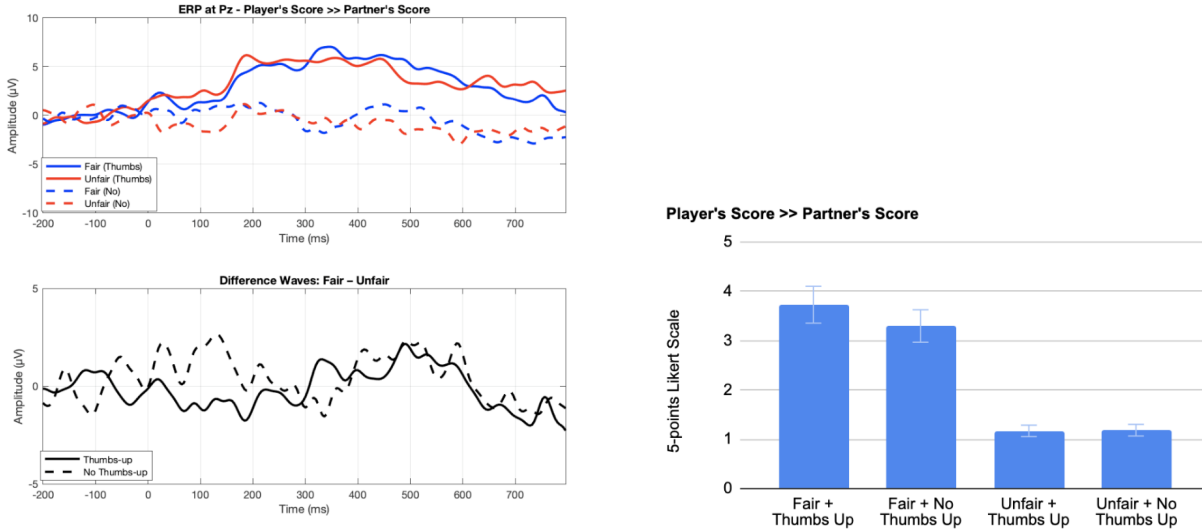 ERP at Pz - Player's Score >> Partner's Score
Amplitude (µV)
10
5
0
-5
-10
Fair (Thumbs)
Unfair (Thumbs)
Fair (No)
Unfair (No)
-200 -100 0 100 200 300 400 500 600 700
Time (ms)
Difference Waves: Fair – Unfair
Amplitude (µV)
5
0
-5
Thumbs-up
No Thumbs-up
-200 -100 0 100 200 300 400 500 600 700
Time (ms)
Player's Score >> Partner's Score
5-points Likert Scale
5
4
3
2
1
0
Fair + Fair + No Unfair + Unfair + No
Thumbs Up Thumbs Up Thumbs Up Thumbs Up